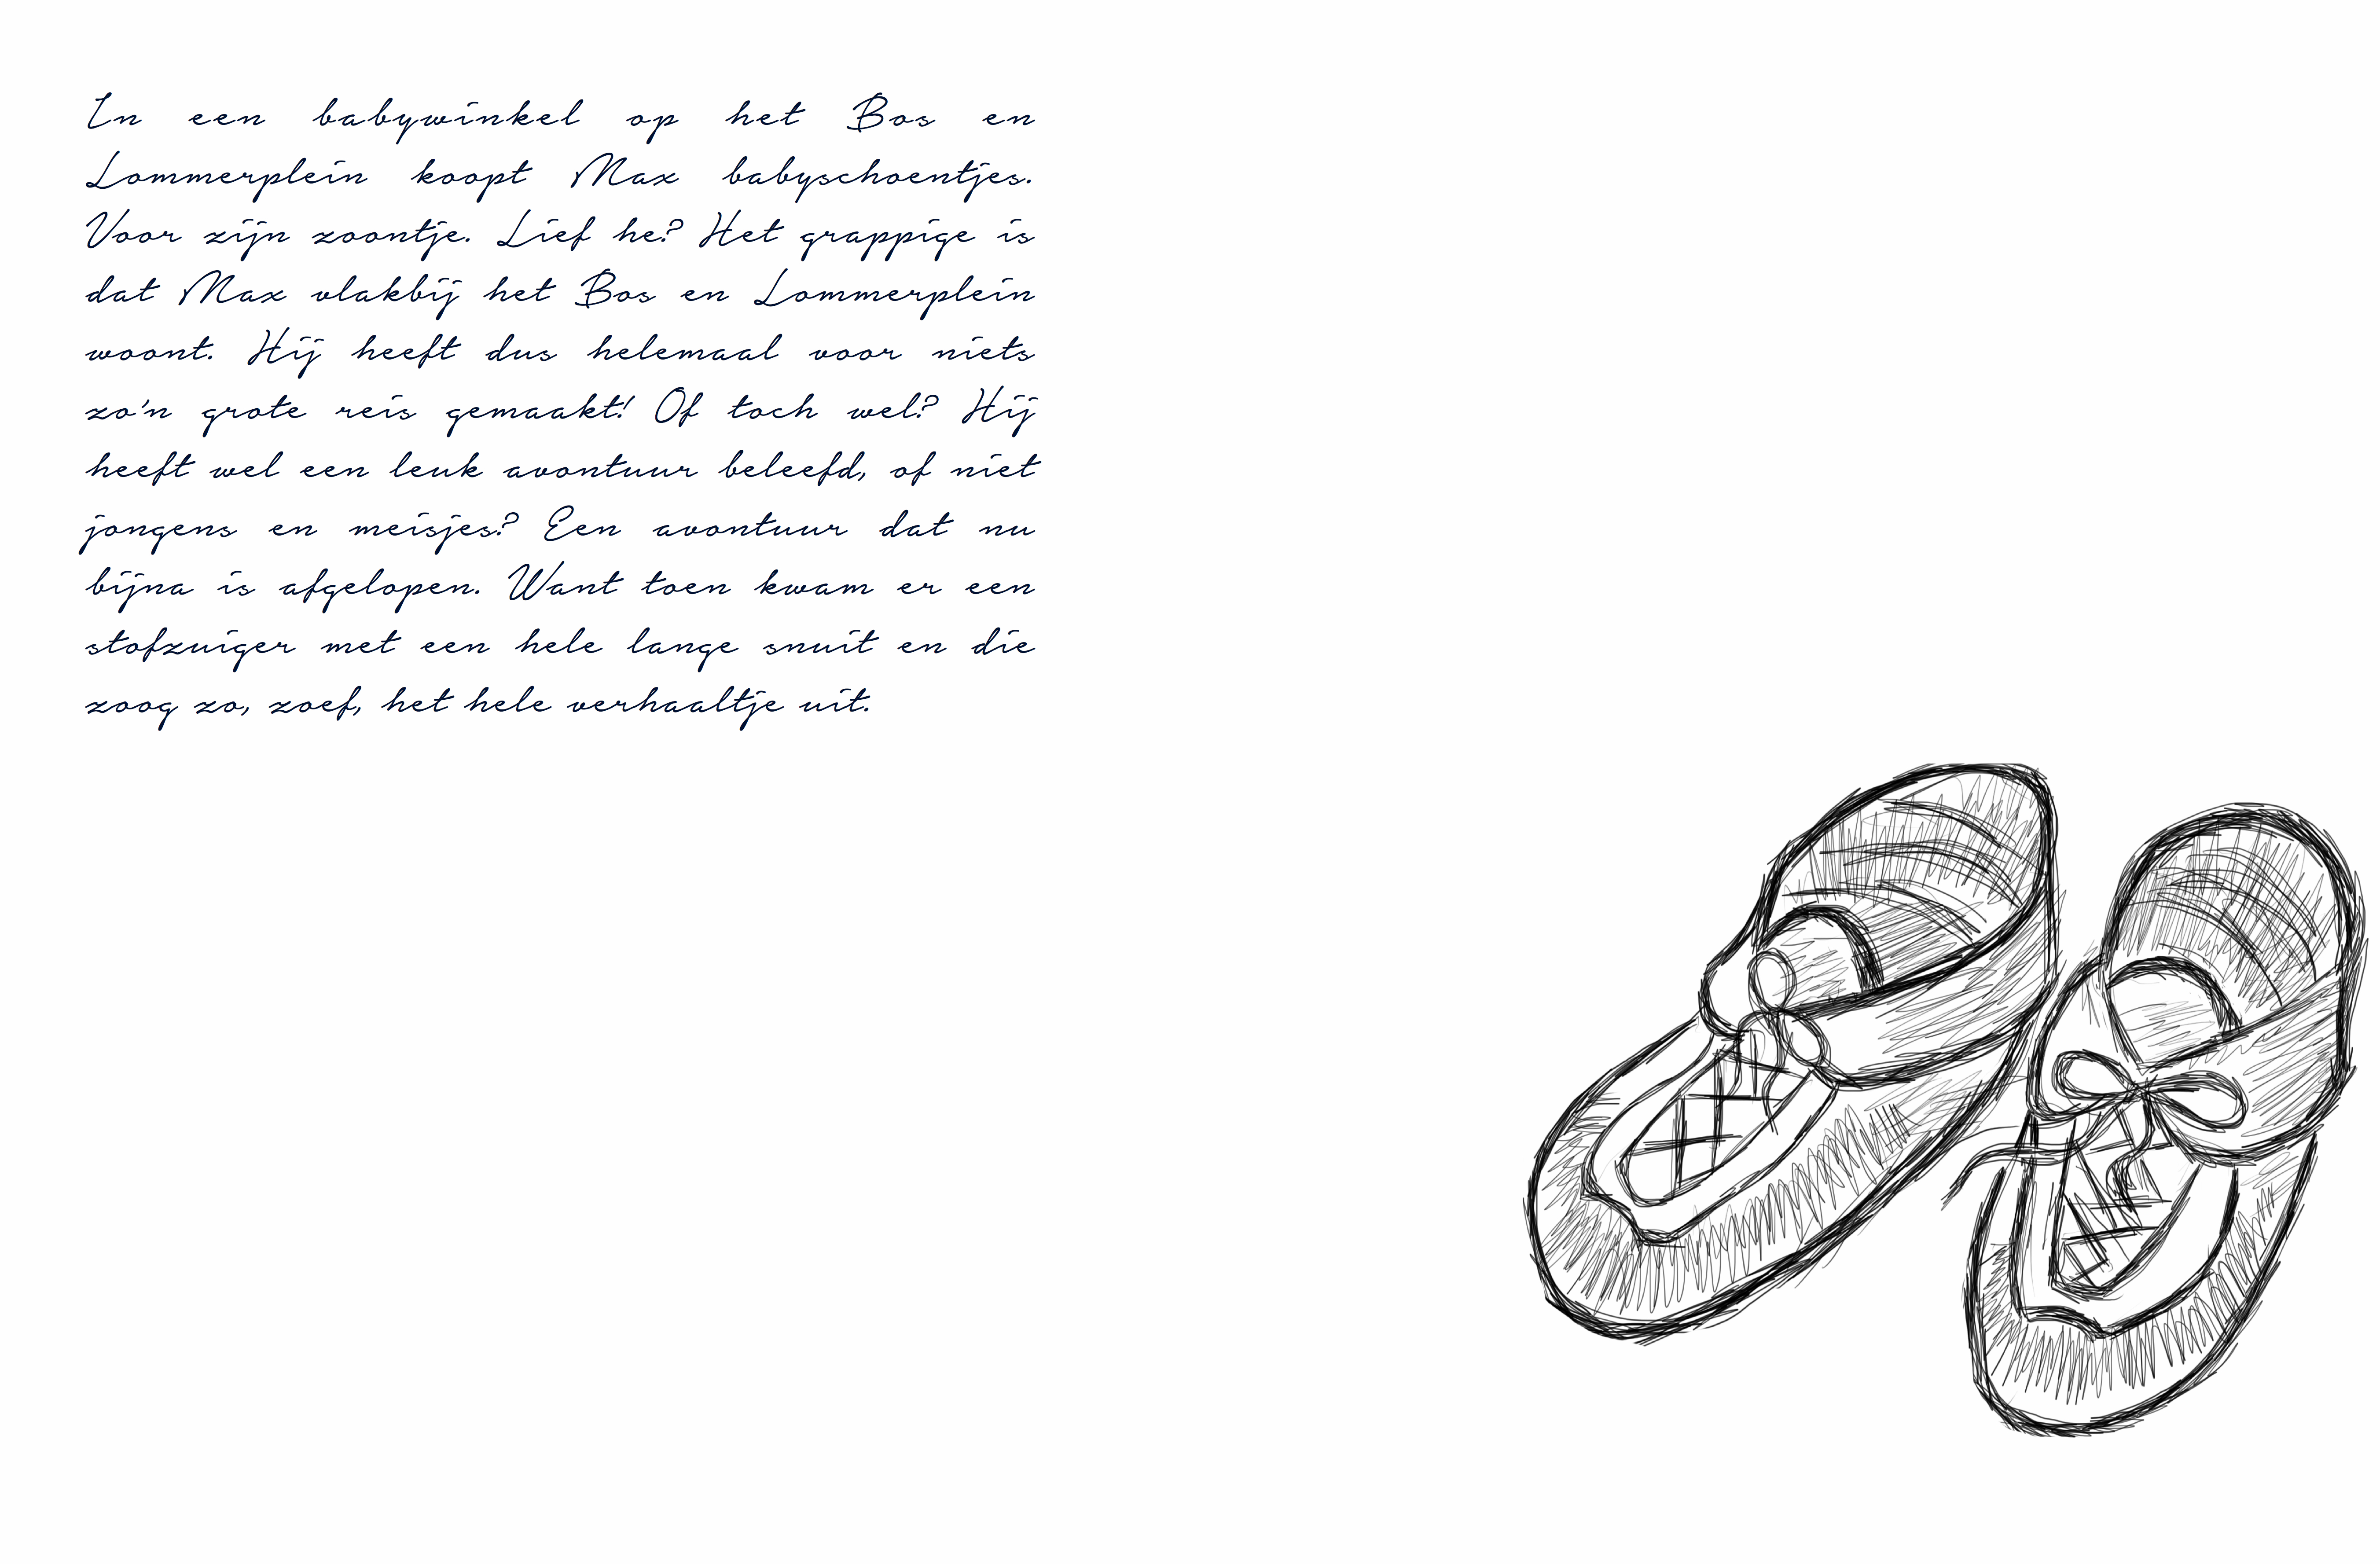 In een babywinkel op het Bos en
Lommerplein koopt Max babyschoentjes.
Voor zijn zoontje. Lief he? Het grappige is
dat Max vlakbij het Bos en Lommerplein
woont. Hij heeft dus helemaal voor niets
zo'n grote reis gemaakt! Of toch wel? Hij
heeft wel een leuk avontuur beleefd, of niet
jongens en meisjes? Een avontuur dat nu
bijna is afgelopen. Want toen kwam er een
stofzuiger met een hele lange snuit en die
zoog zo, zoef, het hele verhaaltje uit.